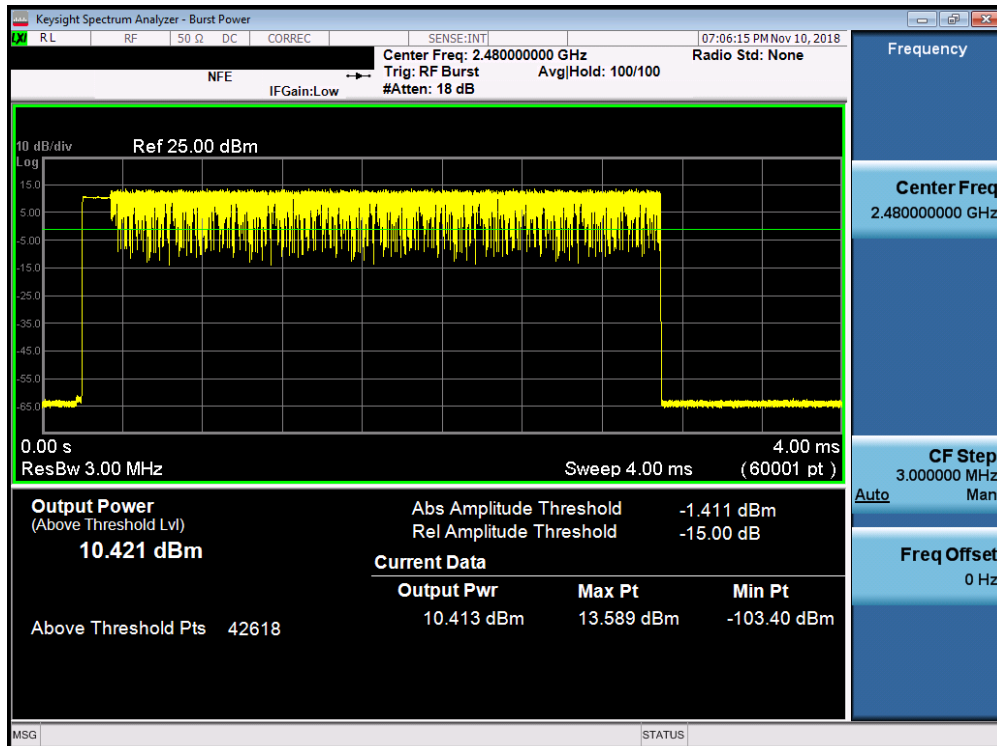 Keysight Spectrum Analyzer - Burst Power
LXI RL RF 50 Ω DC CORREC SENSE:INT 07:06:15 PM Nov 10, 2018
Center Freq: 2.480000000 GHz Radio Std: None
NFE Trig: RF Burst Avg|Hold: 100/100
IFGain:Low #Atten: 18 dB
Frequency
10 dB/div Ref 25.00 dBm
Log
15.0
5.00
-5.00
-15.0
-25.0
-35.0
-45.0
-55.0
-65.0
0.00 s 4.00 ms
ResBw 3.00 MHz Sweep 4.00 ms (60001 pt )
Center Freq
2.480000000 GHz
CF Step
3.000000 MHz
Auto Man
Freq Offset
0 Hz
Output Power
(Above Threshold Lvl)
10.421 dBm
Above Threshold Pts 42618
Abs Amplitude Threshold -1.411 dBm
Rel Amplitude Threshold -15.00 dB
Current Data
Output Pwr Max Pt Min Pt
10.413 dBm 13.589 dBm -103.40 dBm
MSG STATUS